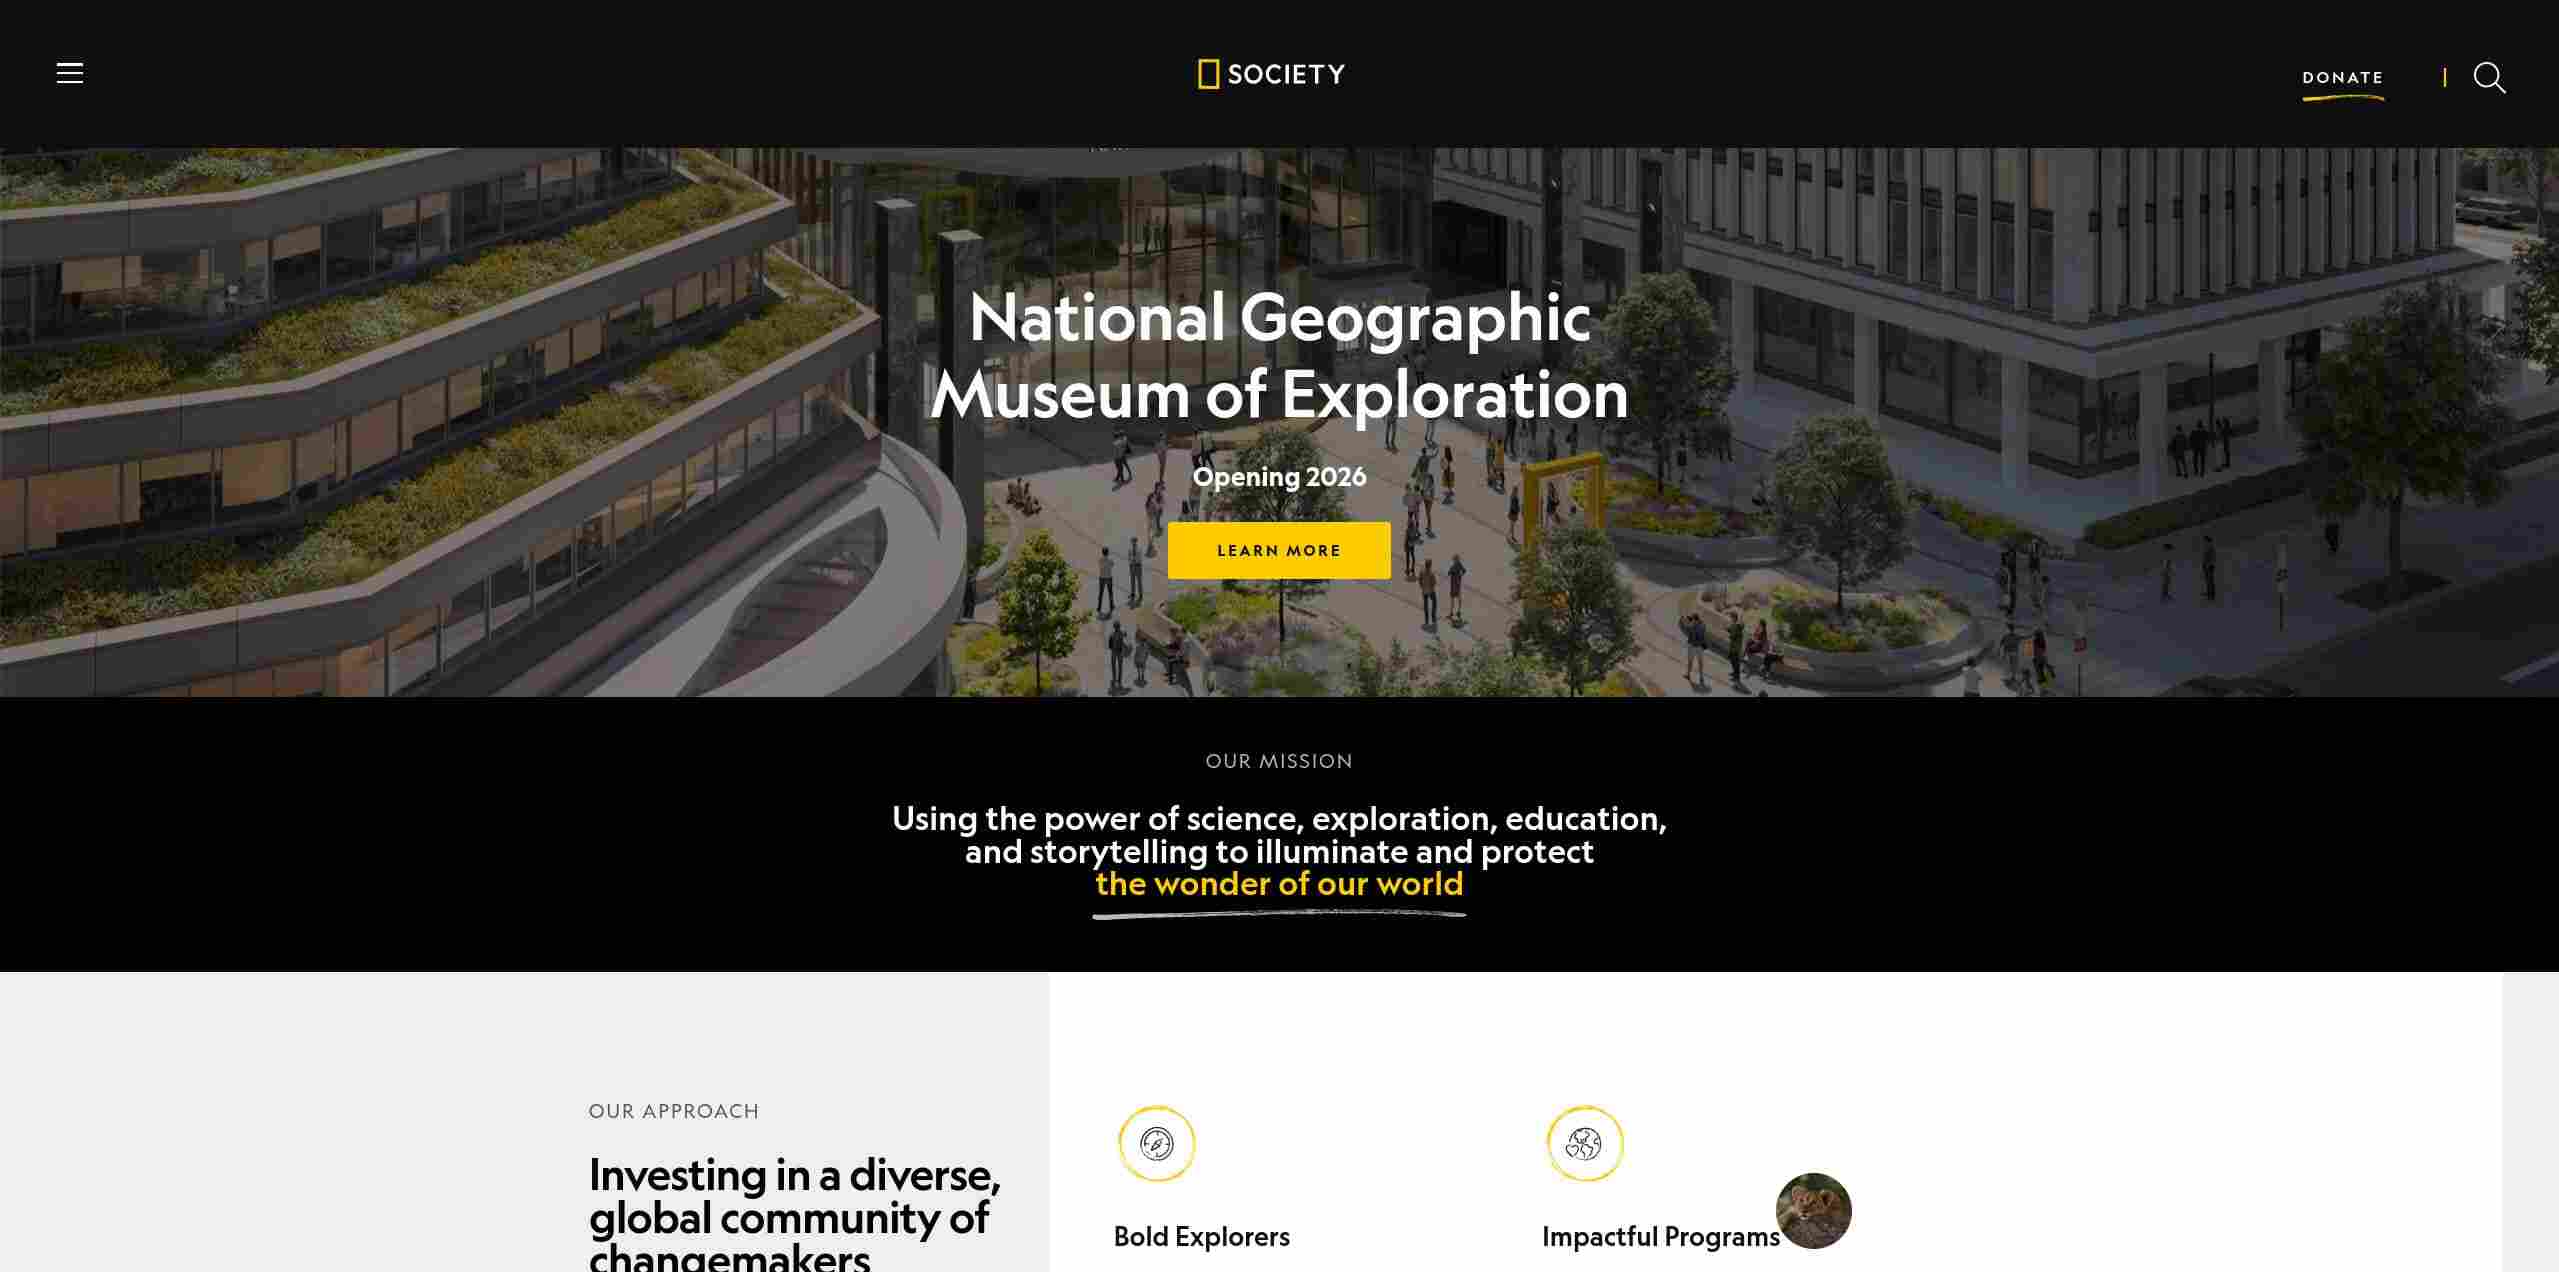 SOCIETY
DONATE
National Geographic
Museum of Exploration
Opening 2026
LEARN MORE
OUR MISSION
Using the power of science, exploration, education,
and storytelling to illuminate and protect
the wonder of our world
OUR APPROACH
Investing in a diverse,
global community of
changemakers
Bold Explorers
Impactful Programs